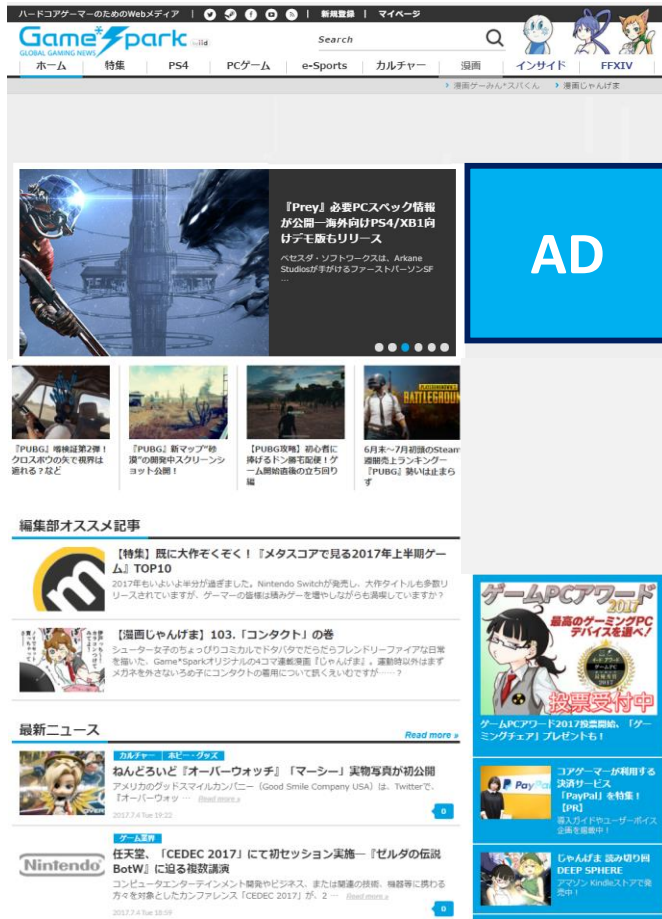 ハードコアゲーマーのためのWebメディア
新規登録
マイページ
Game*Spark
GLOBAL GAMING NEWS
Search
ホーム
特集
PS4
PCゲーム
e-Sports
カルチャー
漫画
インサイド
FFXIV
漫画ゲーみん*スパくん
漫画じゃんげま
『Prey』必要PCスペック情報
が公開―海外向けPS4/XB1向
けデモ版もリリース
ベセスダ・ソフトワークスは、Arkane
Studiosが手がけるファーストパーソンSF
…
AD
『PUBG』噂検証第2弾！
クロスボウの矢で視界は
遮れる？など
『PUBG』新マップ"砂
漠"の開発中スクリーンシ
ョット公開！
【PUBG攻略】初心者に
捧げるドン勝宅配便！ゲ
ーム開始直後の立ち回り
編
BATTLEGROUN
6月末～7月初頭のSteam
週間売上ランキング―
『PUBG』勢いは止まら
ず
編集部オススメ記事
【特集】既に大作ぞくぞく！『メタスコアで見る2017年上半期ゲー
ム』TOP10
2017年もいよいよ半分が過ぎました。Nintendo Switchが発売し、大作タイトルも多数リ
リースされていますが、ゲーマーの皆様は積みゲーを増やしながらも満喫していますか？
【漫画じゃんげま】103.「コンタクト」の巻
シューター女子のちょっぴりコミカルでドタバタでだらだらフレンドリーファイアな日常
を描いた、Game*Sparkオリジナルの4コマ連載漫画『じゃんげま』。運動時以外はまず
メガネを外さないろめ子にコンタクトの着用について訊くえいむですが……？
最新ニュース
Read more »
カルチャー
ホビー・グッズ
ねんどろいど『オーバーウォッチ』「マーシー」実物写真が初公開
アメリカのグッドスマイルカンパニー（Good Smile Company USA）は、Twitterで、
『オーバーウォッ … Read more »
2017.7.4 Tue 19:22
0
ゲーム業界
Nintendo
任天堂、「CEDEC 2017」にて初セッション実施―『ゼルダの伝説
BotW』に迫る複数講演
コンピュータエンターテインメント開発やビジネス、または関連の技術、機器等に携わる
方々を対象としたカンファレンス「CEDEC 2017」が、2 … Read more »
2017.7.4 Tue 18:59
0
ゲームPCアワード
2017
最高のゲーミングPC
デバイスを選べ！
投票受付中
ゲームPCアワード2017投票開始、「ゲー
ミングチェア」プレゼントも！
PayPal
コアゲーマーが利用する
決済サービス
「PayPal」を特集！
【PR】
導入ガイドやユーザーボイス
企画を掲載中！
じゃんげま 読み切り回
DEEP SPHERE
アマゾン Kindleストアで発
売中！